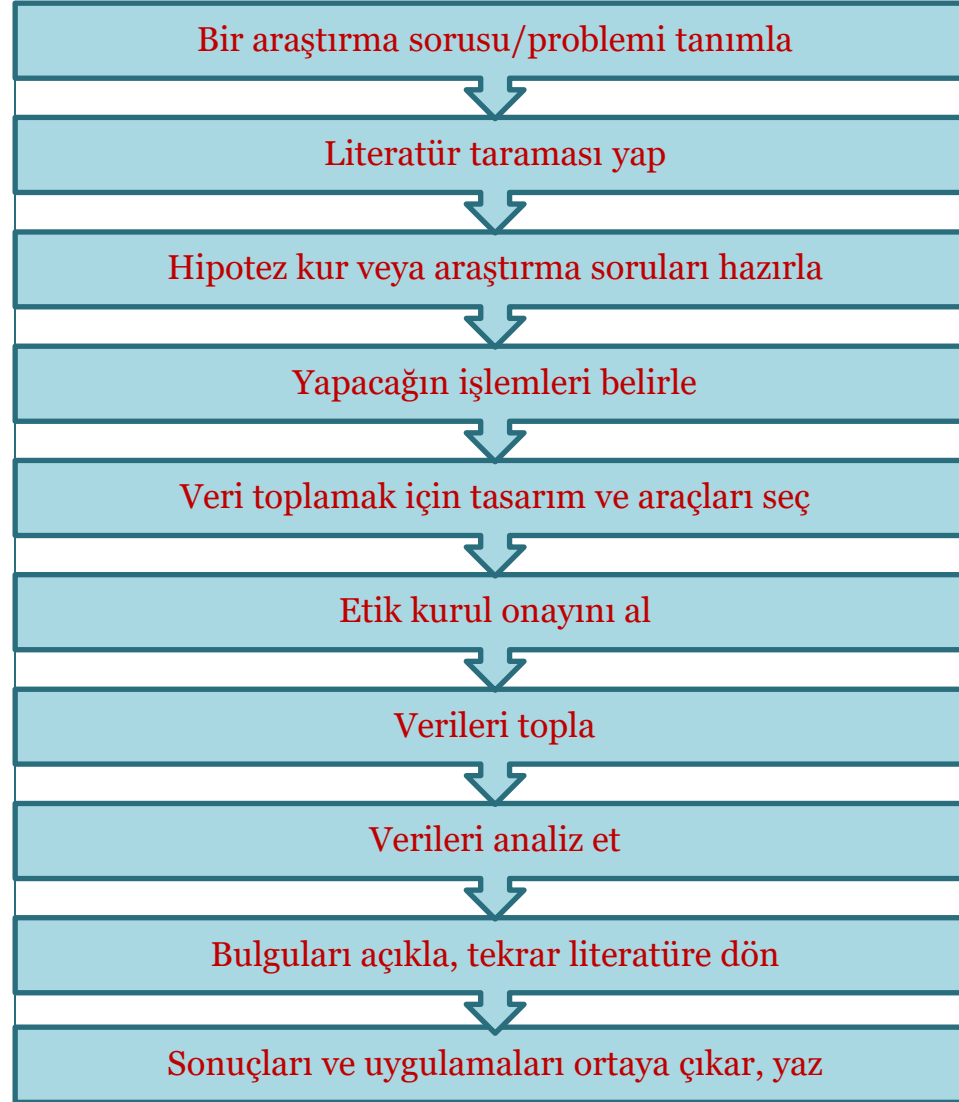 Bir araştırma sorusu/problemi tanımla
Literatür taraması yap
Hipotez kur veya araştırma soruları hazırla
Yapacağın işlemleri belirle
Veri toplamak için tasarım ve araçları seç
Etik kurul onayını al
Verileri topla
Verileri analiz et
Bulguları açıkla, tekrar literatüre dön
Sonuçları ve uygulamaları ortaya çıkar, yaz